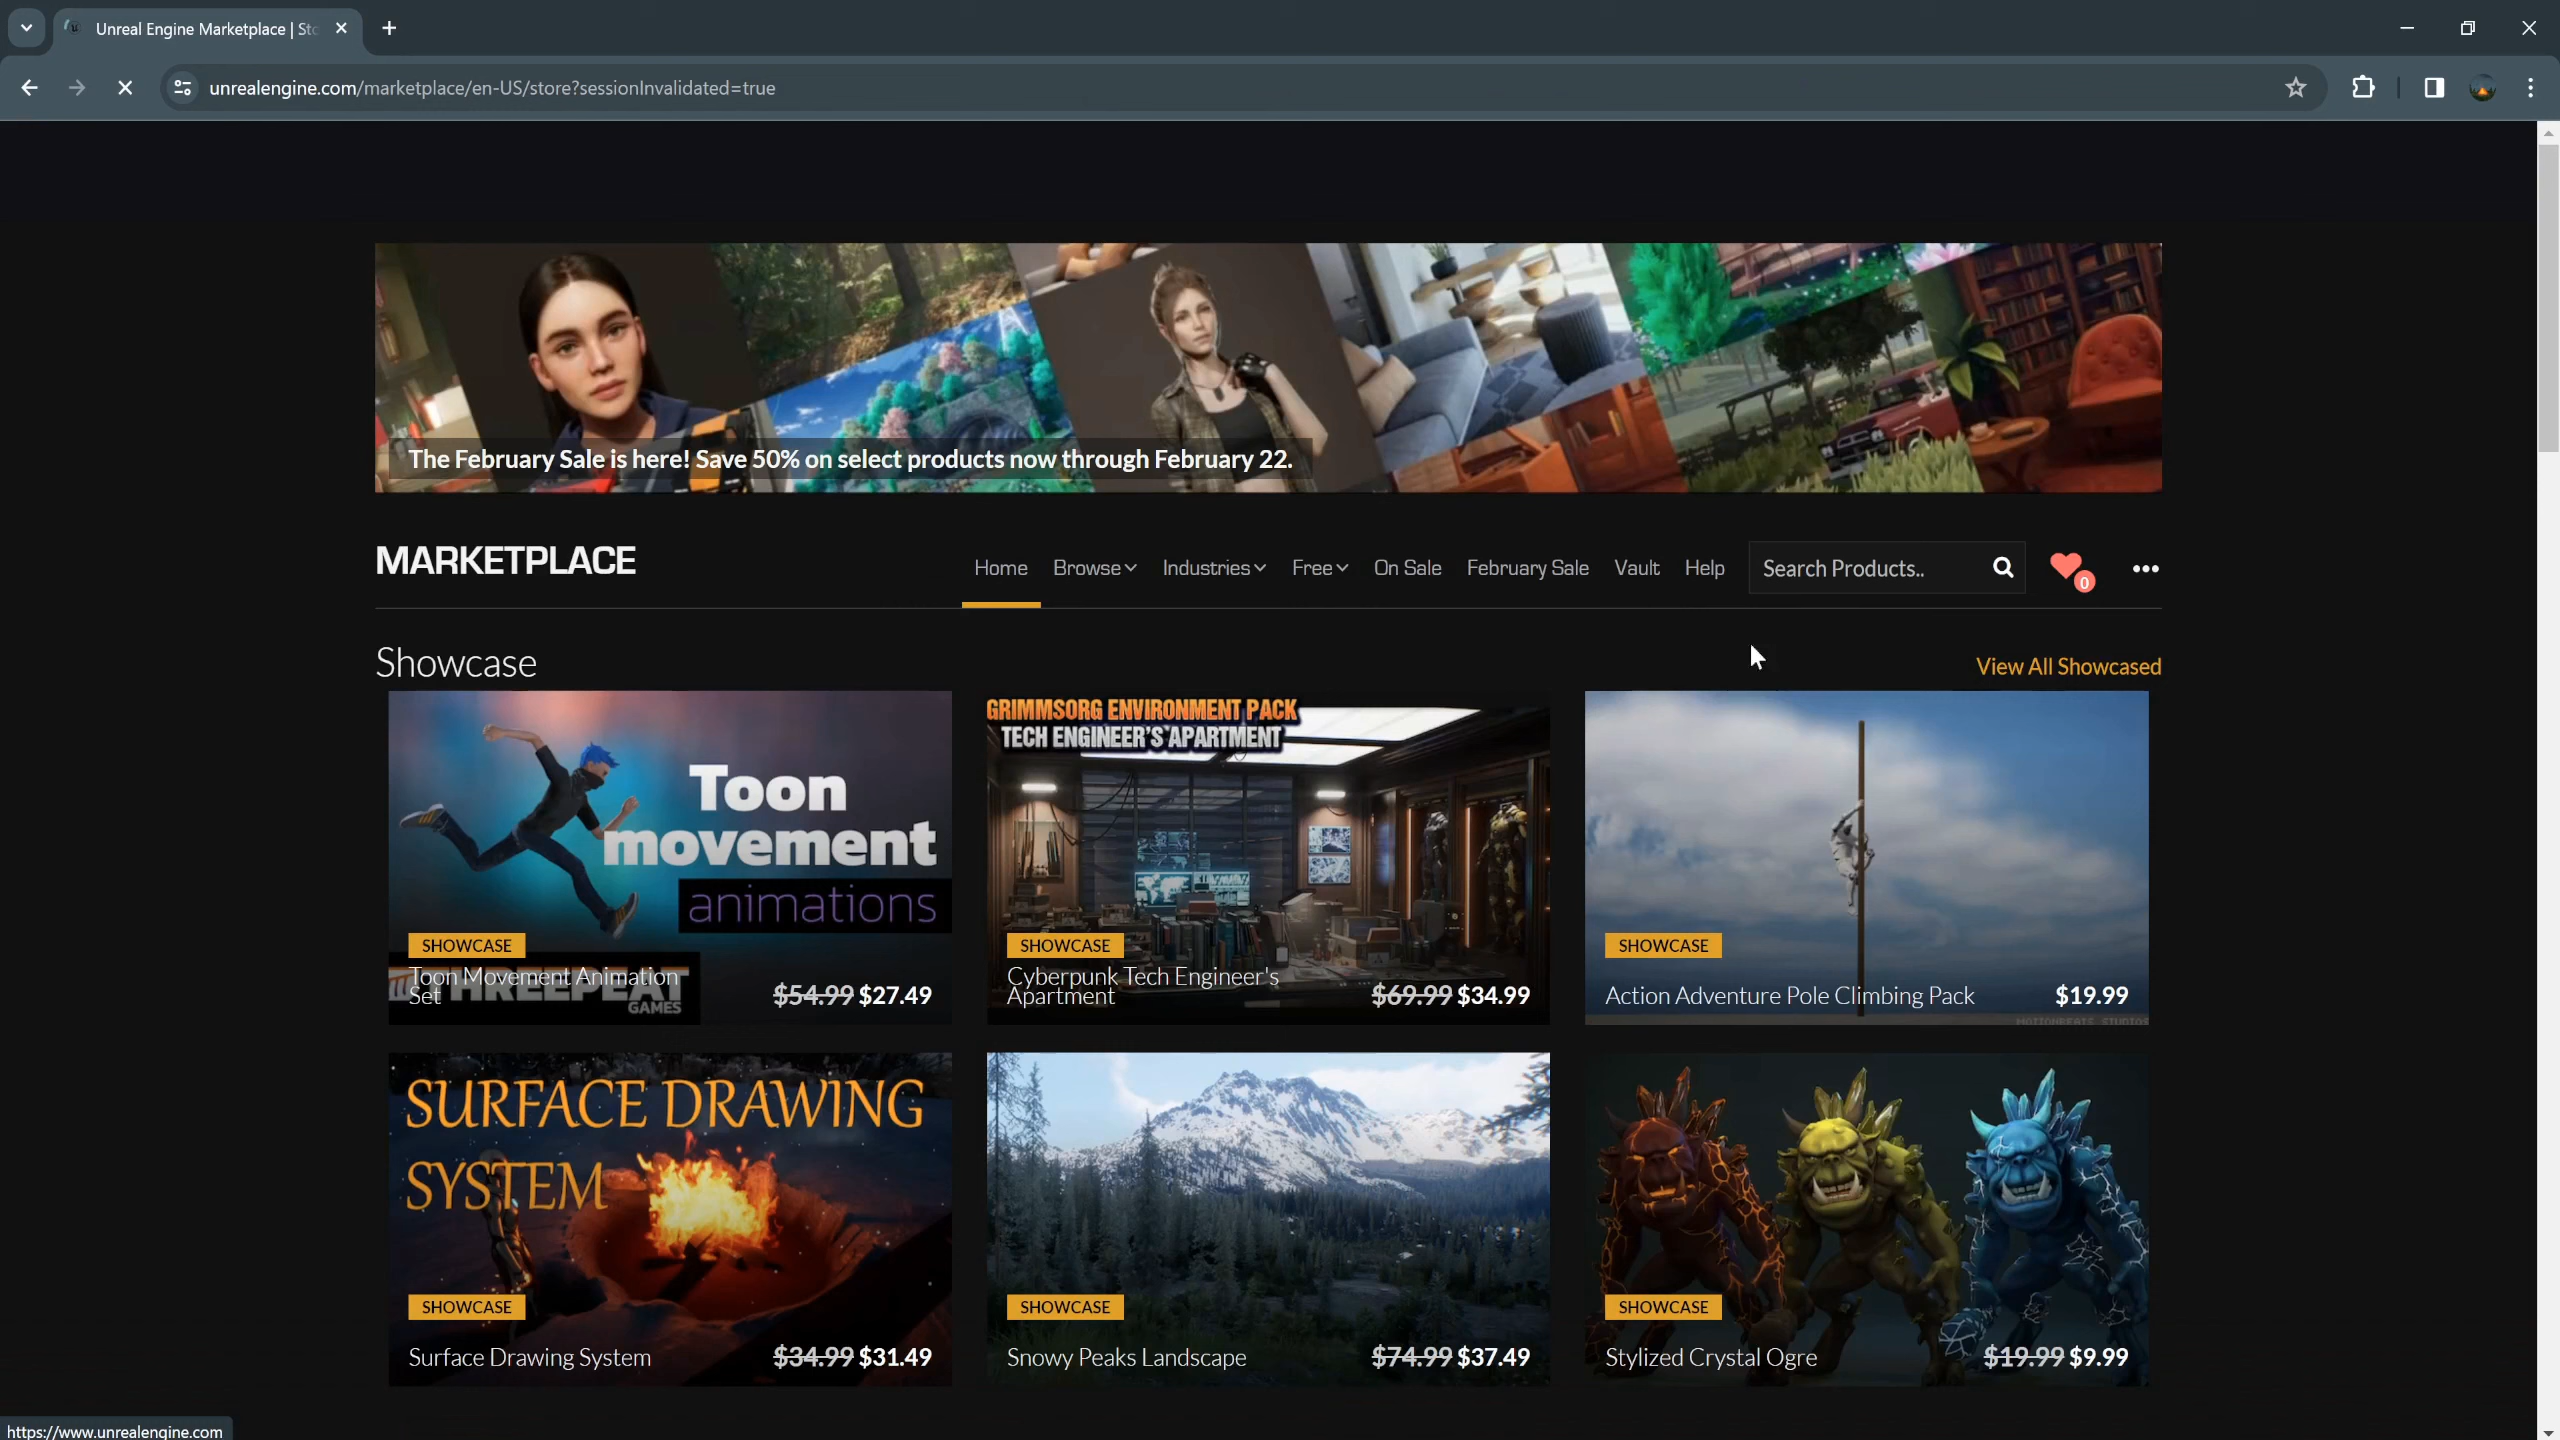 Unreal Engine Marketplace | Sto
unrealengine.com/marketplace/en-US/store?sessionInvalidated=true
The February Sale is here! Save 50% on select products now through February 22.
MARKETPLACE
Home Browse Industries Free On Sale February Sale Vault Help Search Products.. 0
Showcase
View All Showcased
Toon
movement
animations
SHOWCASE
THREEPEAT
GAMES
Toon Movement Animation
Set
$54.99 $27.49
GRIMMSORG ENVIRONMENT PACK
TECH ENGINEER'S APARTMENT
SHOWCASE
Cyberpunk Tech Engineer's
Apartment
$69.99 $34.99
SHOWCASE
Action Adventure Pole Climbing Pack $19.99
MOTIONREATS STUDIOS
SURFACE DRAWING
SYSTEM
SHOWCASE
Surface Drawing System $34.99 $31.49
SHOWCASE
Snowy Peaks Landscape $74.99 $37.49
SHOWCASE
Stylized Crystal Ogre $19.99 $9.99
https://www.unrealengine.com